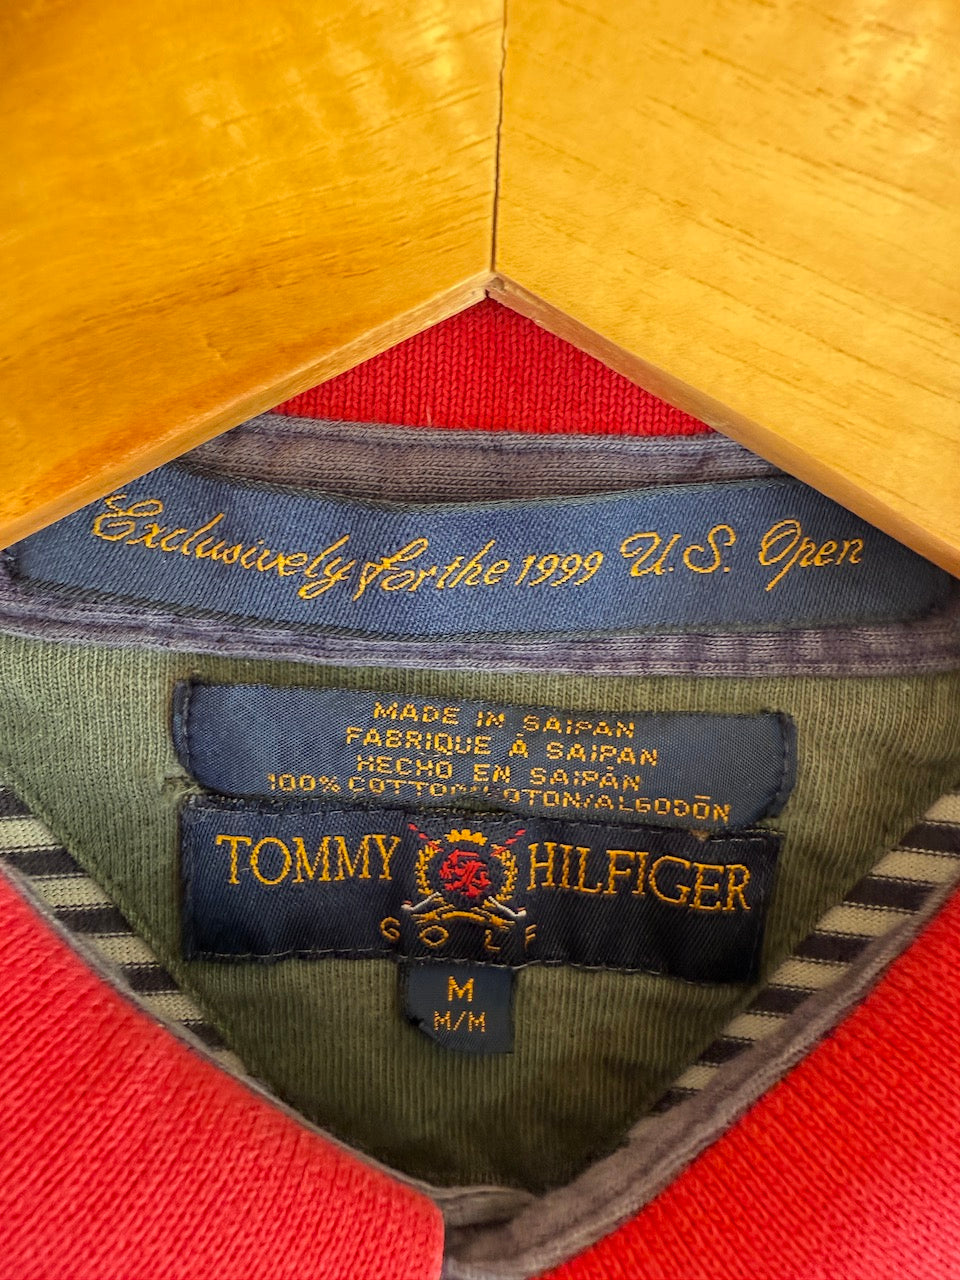 Exclusively for the 1999 U.S. Open
MADE IN SAIPAN
FABRIQUE À SAIPAN
HECHO EN SAIPÁN
100% COTTON/COTON/ALGODŌN
TOMMY HILFIGER
GOLF
M
M/M